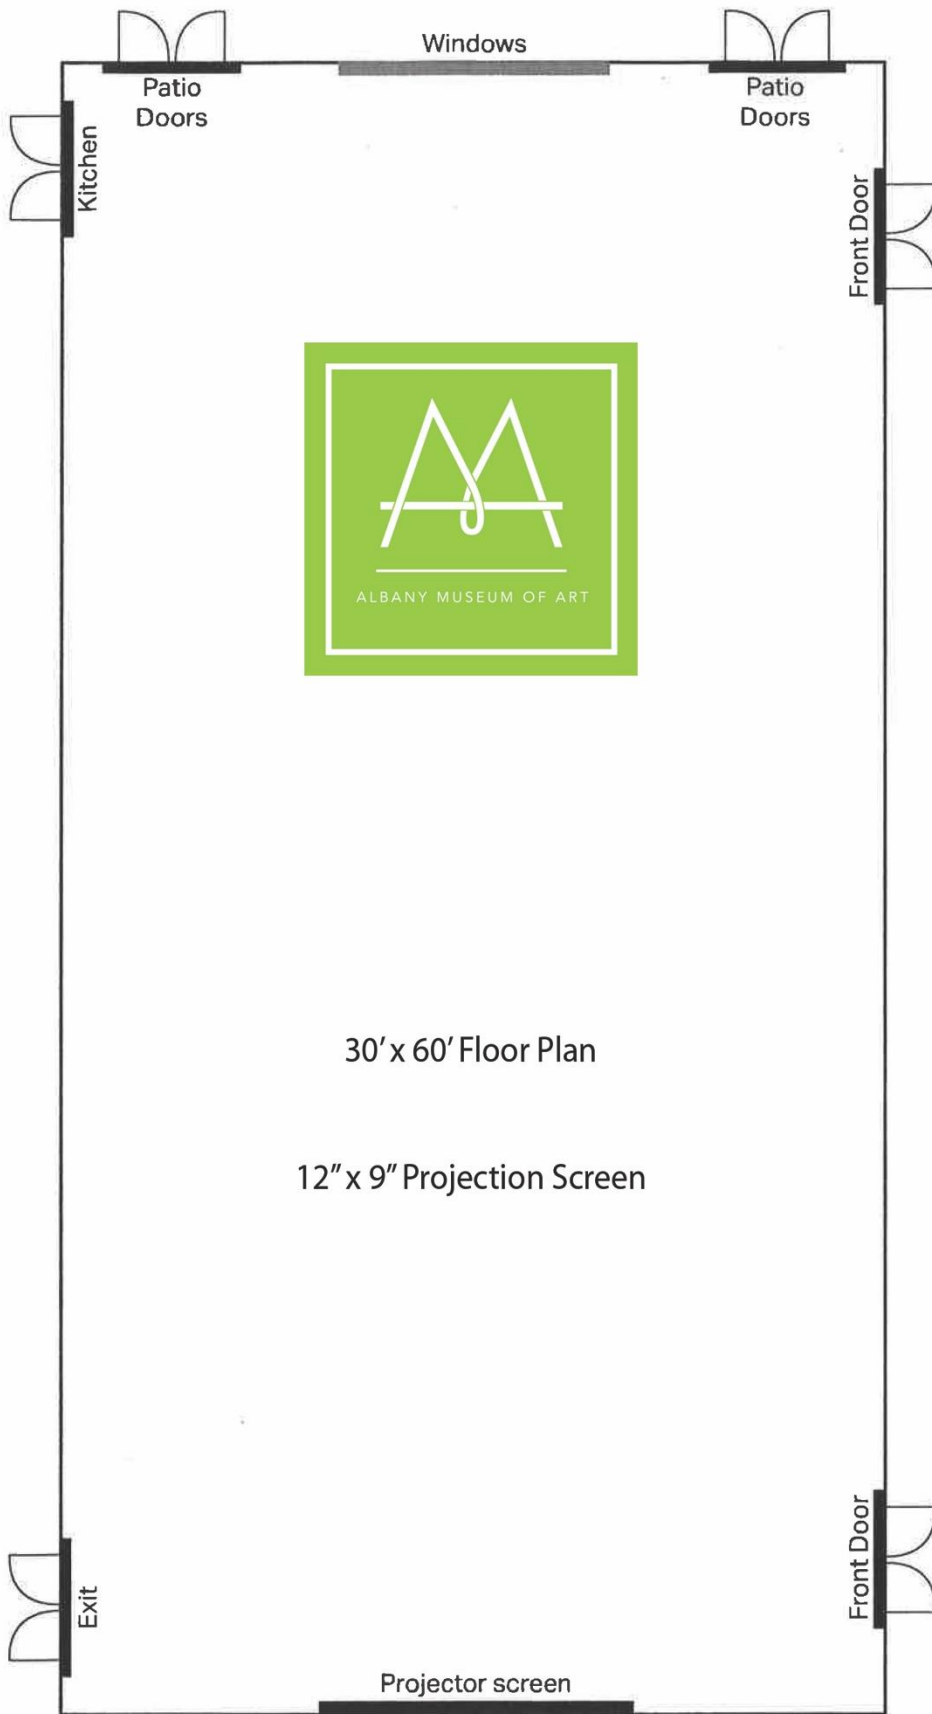 Windows
Patio
Doors
Patio
Doors
Kitchen
Front Door
ALBANY MUSEUM OF ART
30' x 60' Floor Plan
12" x 9" Projection Screen
Front Door
Exit
Projector screen